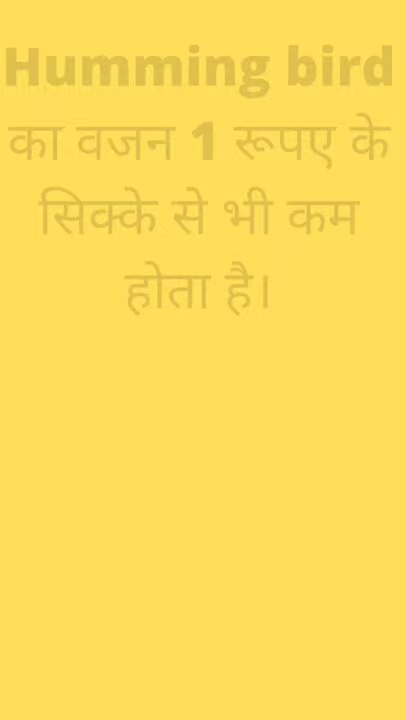 Humming bird
का वजन 1 रूपए के
सिक्के से भी कम
होता है।